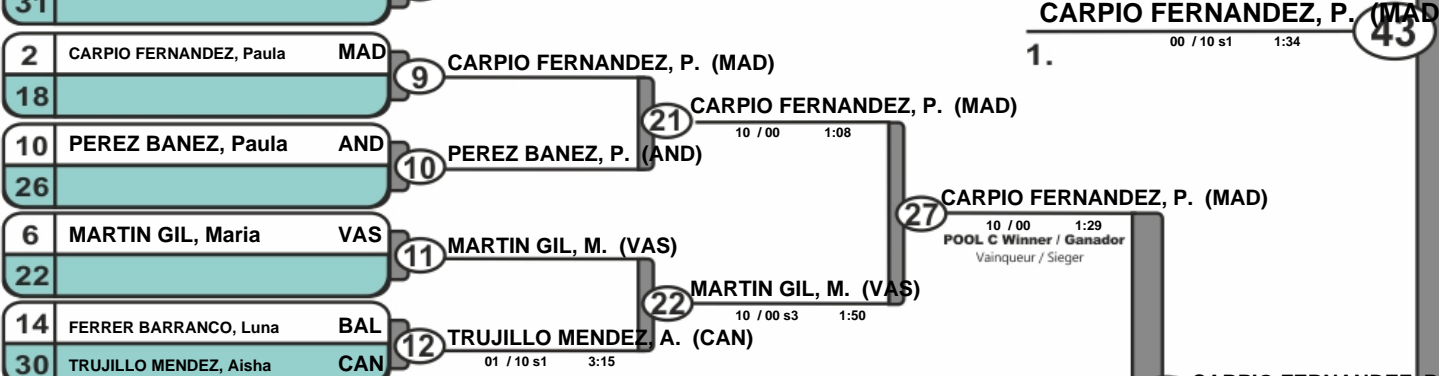 31
CARPIO FERNANDEZ, P. (MAD
43
00 / 10 s1 1:34
1.
2 CARPIO FERNANDEZ, Paula MAD
18
9
CARPIO FERNANDEZ, P. (MAD)
10 PEREZ BANEZ, Paula AND
26
10
PEREZ BANEZ, P. (AND)
21
CARPIO FERNANDEZ, P. (MAD)
10 / 00 1:08
6 MARTIN GIL, Maria VAS
22
11
MARTIN GIL, M. (VAS)
14 FERRER BARRANCO, Luna BAL
30 TRUJILLO MENDEZ, Aisha CAN
12
TRUJILLO MENDEZ, A. (CAN)
01 / 10 s1 3:15
22
MARTIN GIL, M. (VAS)
10 / 00 s3 1:50
27
CARPIO FERNANDEZ, P. (MAD)
10 / 00 1:29
POOL C Winner / Ganador
Vainqueur / Sieger